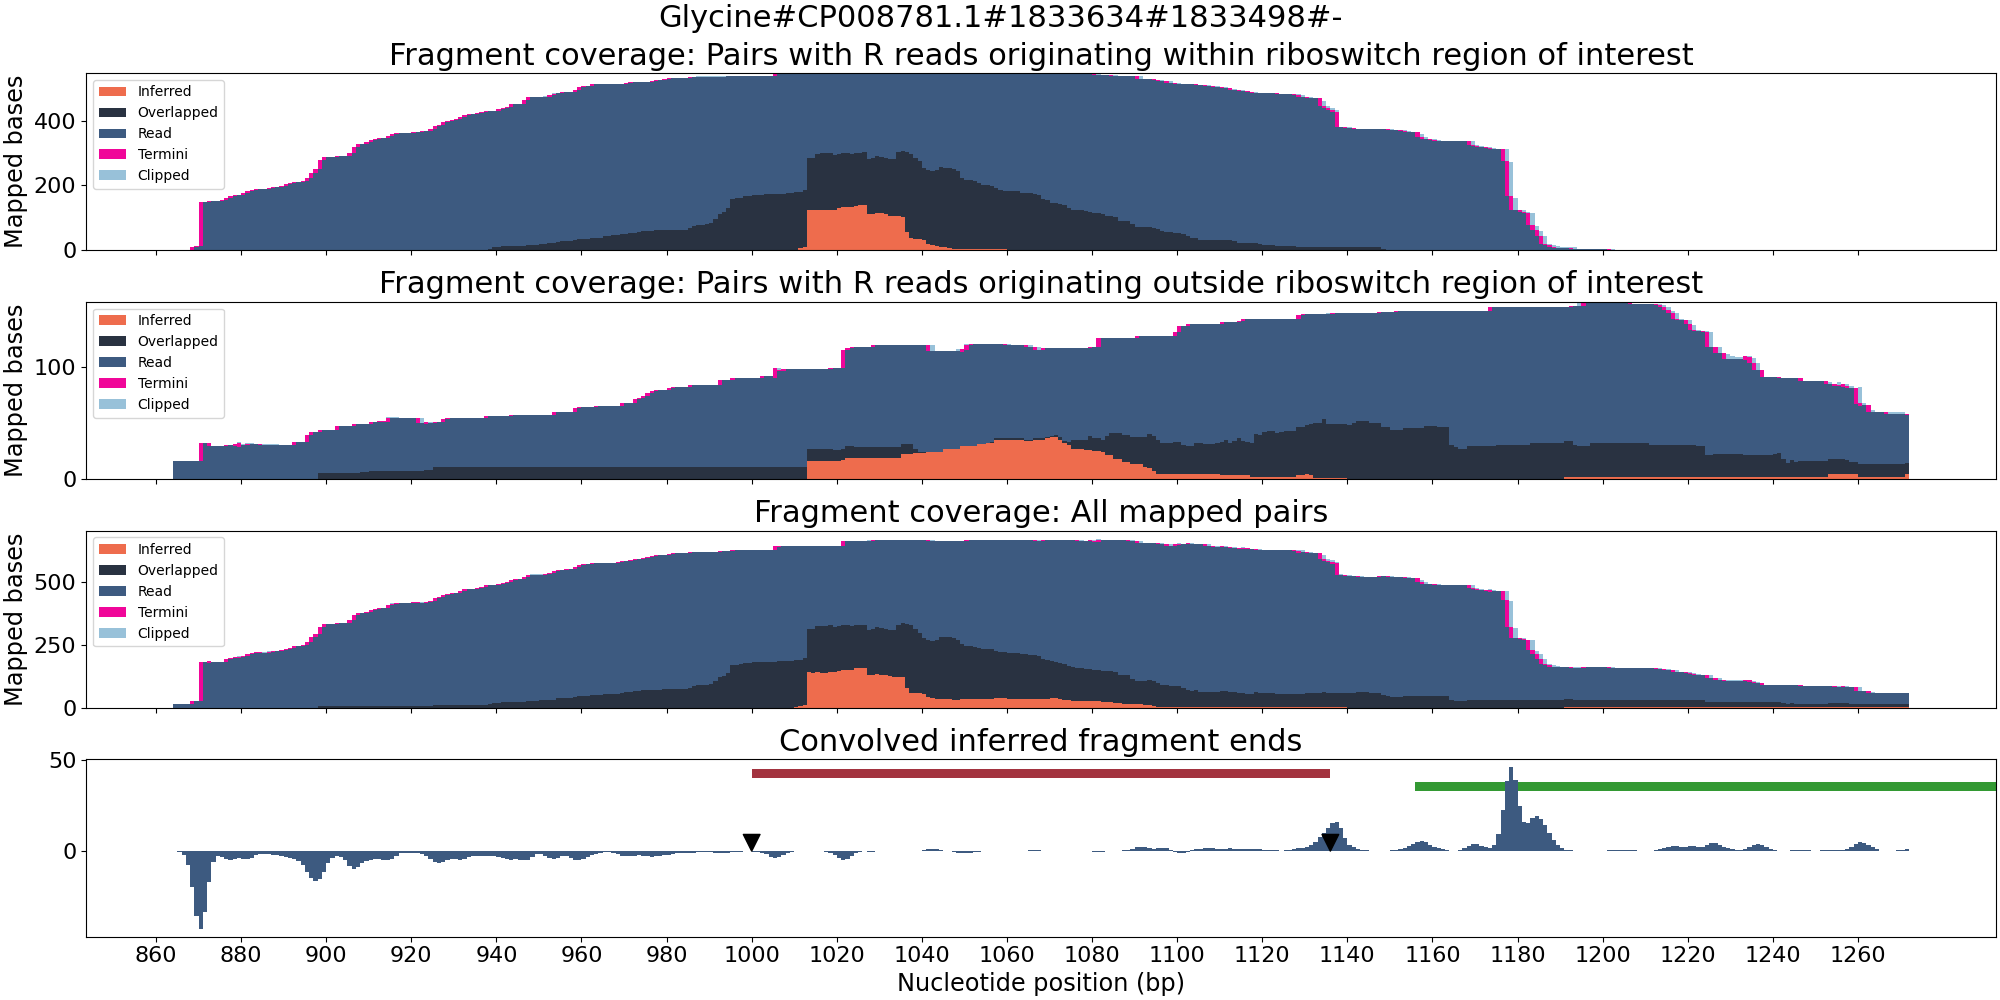 Glycine#CP008781.1#1833634#1833498#-
Fragment coverage: Pairs with R reads originating within riboswitch region of interest
Mapped bases
400
200
0
Inferred
Overlapped
Read
Termini
Clipped
Fragment coverage: Pairs with R reads originating outside riboswitch region of interest
Mapped bases
100
0
Inferred
Overlapped
Read
Termini
Clipped
Fragment coverage: All mapped pairs
Mapped bases
500
250
0
Inferred
Overlapped
Read
Termini
Clipped
Convolved inferred fragment ends
50
0
860 880 900 920 940 960 980 1000 1020 1040 1060 1080 1100 1120 1140 1160 1180 1200 1220 1240 1260
Nucleotide position (bp)